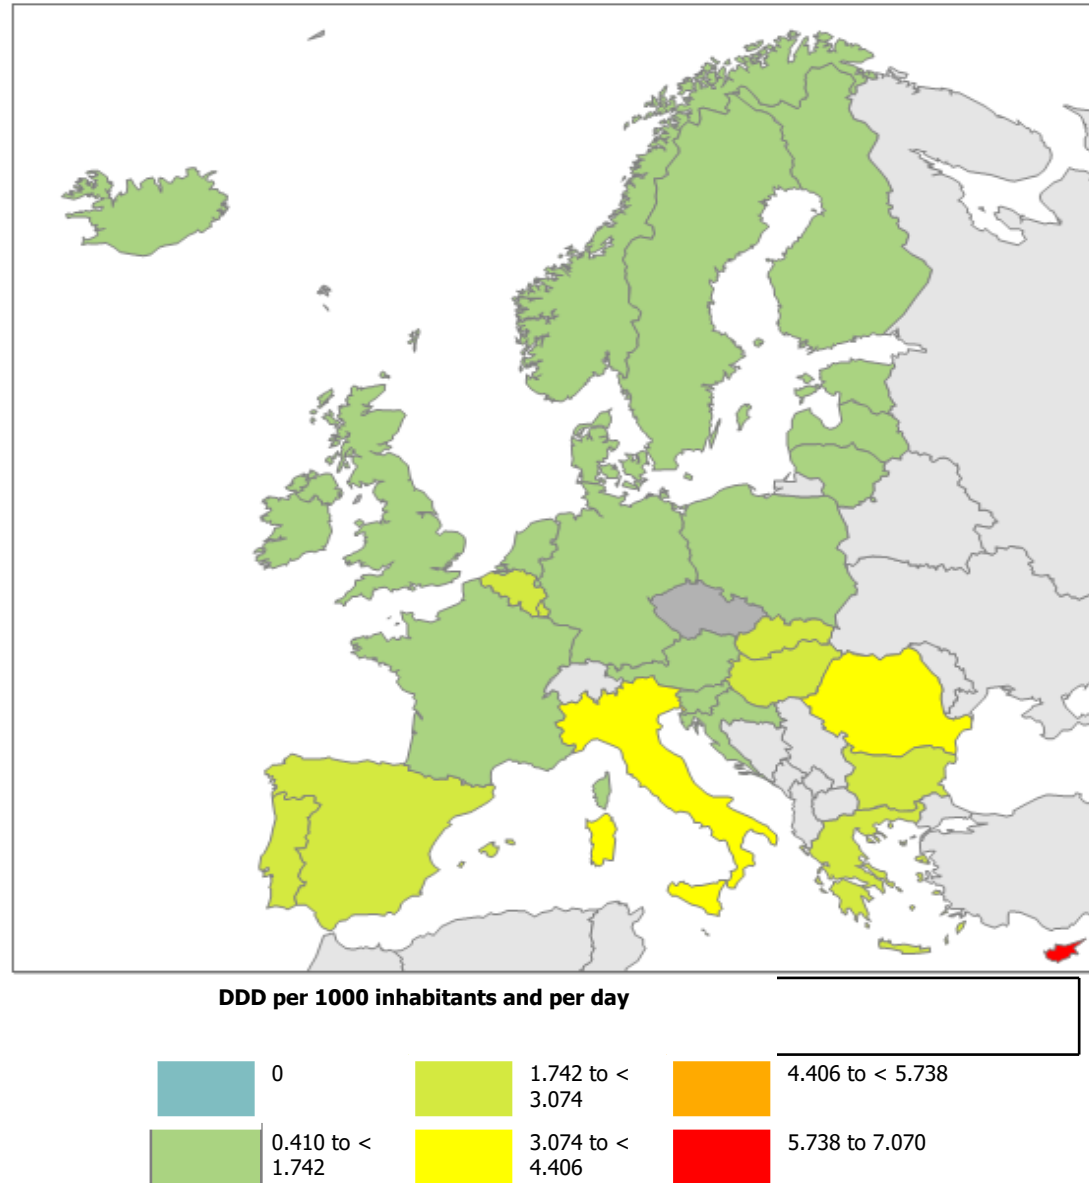 DDD per 1000 inhabitants and per day
0
1.742 to <
3.074
4.406 to < 5.738
0.410 to <
1.742
3.074 to <
4.406
5.738 to 7.070